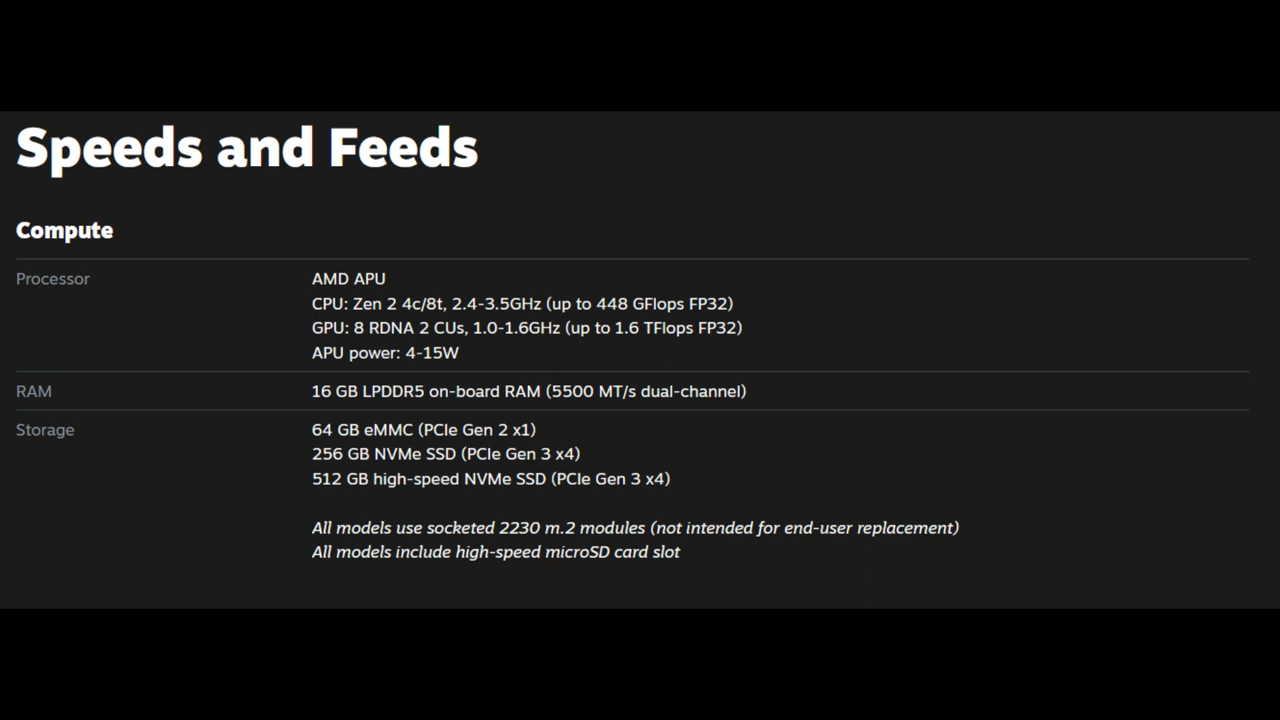 Speeds and Feeds
Compute
Processor
AMD APU
CPU: Zen 2 4c/8t, 2.4-3.5GHz (up to 448 GFlops FP32)
GPU: 8 RDNA 2 CUs, 1.0-1.6GHz (up to 1.6 TFlops FP32)
APU power: 4-15W
RAM
16 GB LPDDR5 on-board RAM (5500 MT/s dual-channel)
Storage
64 GB eMMC (PCIe Gen 2 x1)
256 GB NVMe SSD (PCIe Gen 3 x4)
512 GB high-speed NVMe SSD (PCIe Gen 3 x4)
All models use socketed 2230 m.2 modules (not intended for end-user replacement)
All models include high-speed microSD card slot